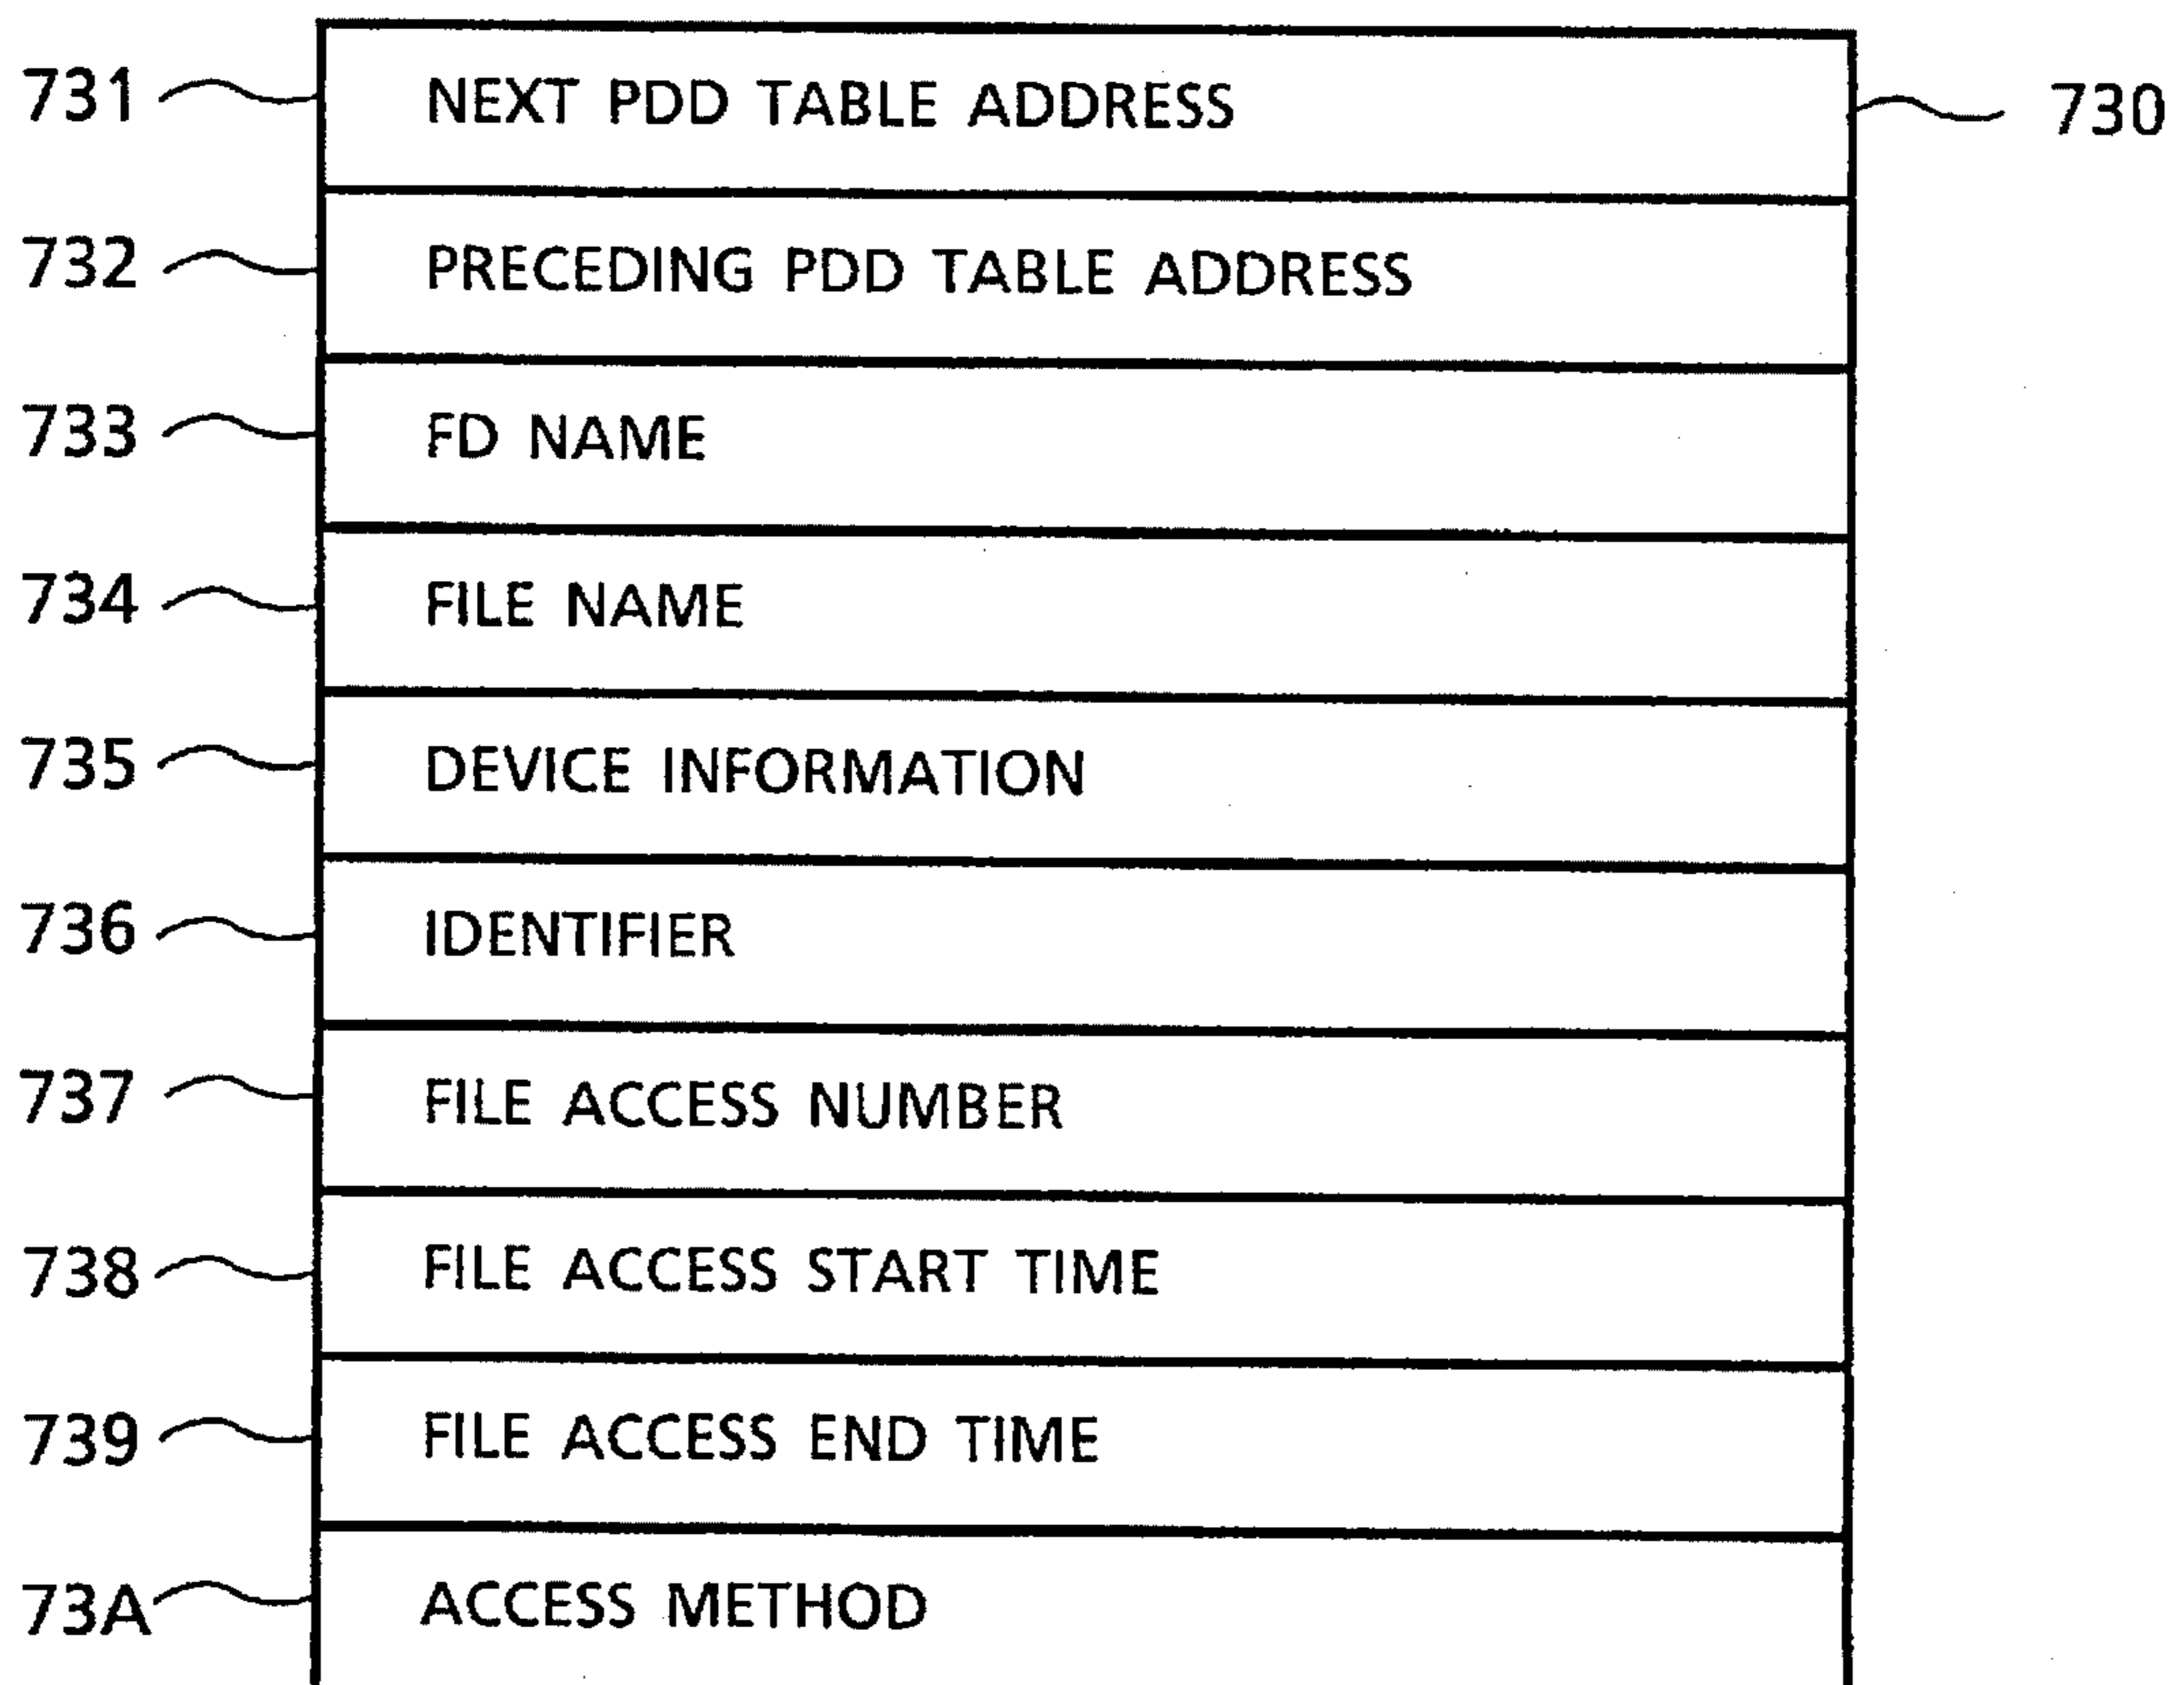 731 NEXT PDD TABLE ADDRESS 730
732 PRECEDING PDD TABLE ADDRESS
733 FD NAME
734 FILE NAME
735 DEVICE INFORMATION
736 IDENTIFIER
737 FILE ACCESS NUMBER
738 FILE ACCESS START TIME
739 FILE ACCESS END TIME
73A ACCESS METHOD